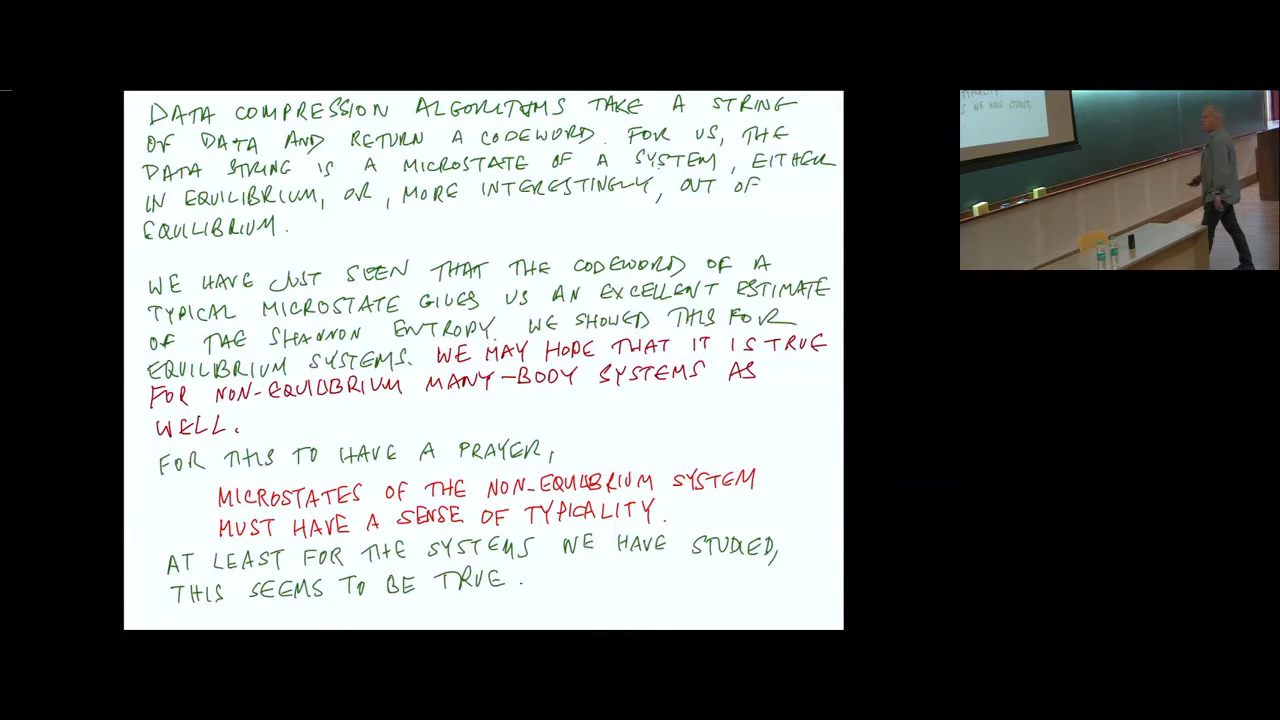 DATA COMPRESSION ALGORITHMS TAKE A STRING
OF DATA AND RETURN A CODEWORD. FOR US, THE
DATA STRING IS A MICROSTATE OF A SYSTEM, EITHER
IN EQUILIBRIUM, OR, MORE INTERESTINGLY, OUT OF
EQUILIBRIUM.
WE HAVE JUST SEEN THAT THE CODEWORD OF A
TYPICAL MICROSTATE GIVES US AN EXCELLENT ESTIMATE
OF THE SHANNON ENTROPY. WE SHOWED THIS FOR
EQUILIBRIUM SYSTEMS. WE MAY HOPE THAT IT IS TRUE
FOR NON-EQUILIBRIUM MANY-BODY SYSTEMS AS
WELL.
FOR THIS TO HAVE A PRAYER,
MICROSTATES OF THE NON-EQUILIBRIUM SYSTEM
MUST HAVE A SENSE OF TYPICALITY.
AT LEAST FOR THE SYSTEMS WE HAVE STUDIED,
THIS SEEMS TO BE TRUE.
TYPICALITY.
WE HAVE STUDIED,